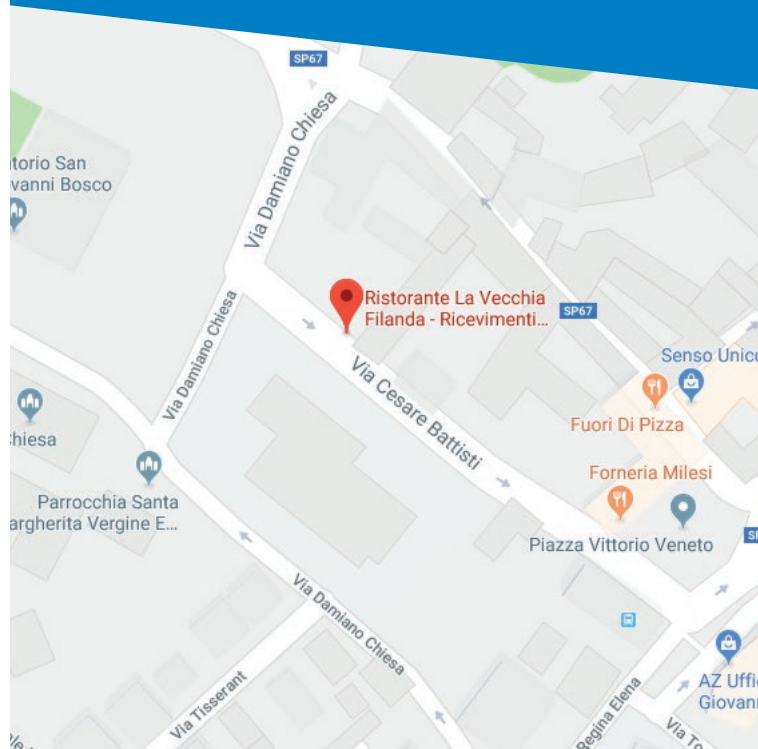 SP67
Via Damiano Chiesa
torio San
vanni Bosco
Ristorante La Vecchia
Filanda - Ricevimenti...
SP67
Via Damiano Chiesa
Via Cesare Battisti
Senso Unico
Fuori Di Pizza
hiesa
Forneria Milesi
Parrocchia Santa
argherita Vergine E...
Piazza Vittorio Veneto
SP
Via Damiano Chiesa
Via Tisserant
Regina Elena
AZ Uffi
Giovan
Via